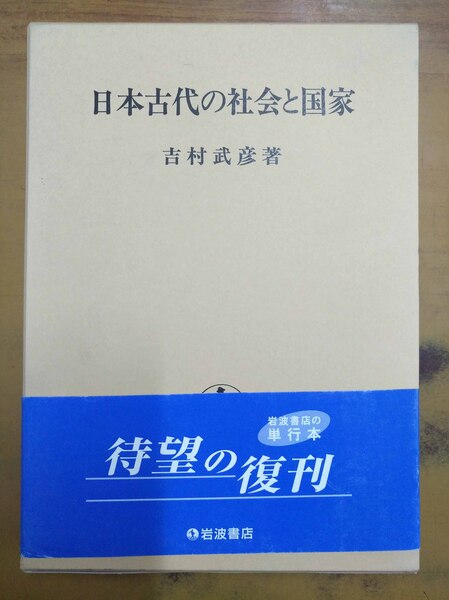 日本古代の社会と国家
吉村武彦著
岩波書店の
単行本
待望の復刊
岩波書店